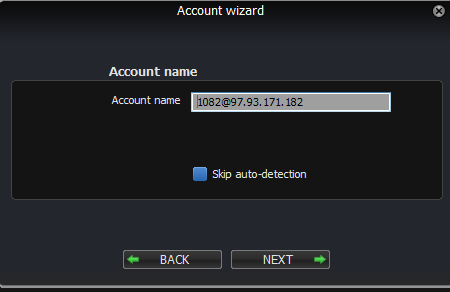 Account wizard
Account name
Account name 1082@97.93.171.182
Skip auto-detection
BACK NEXT